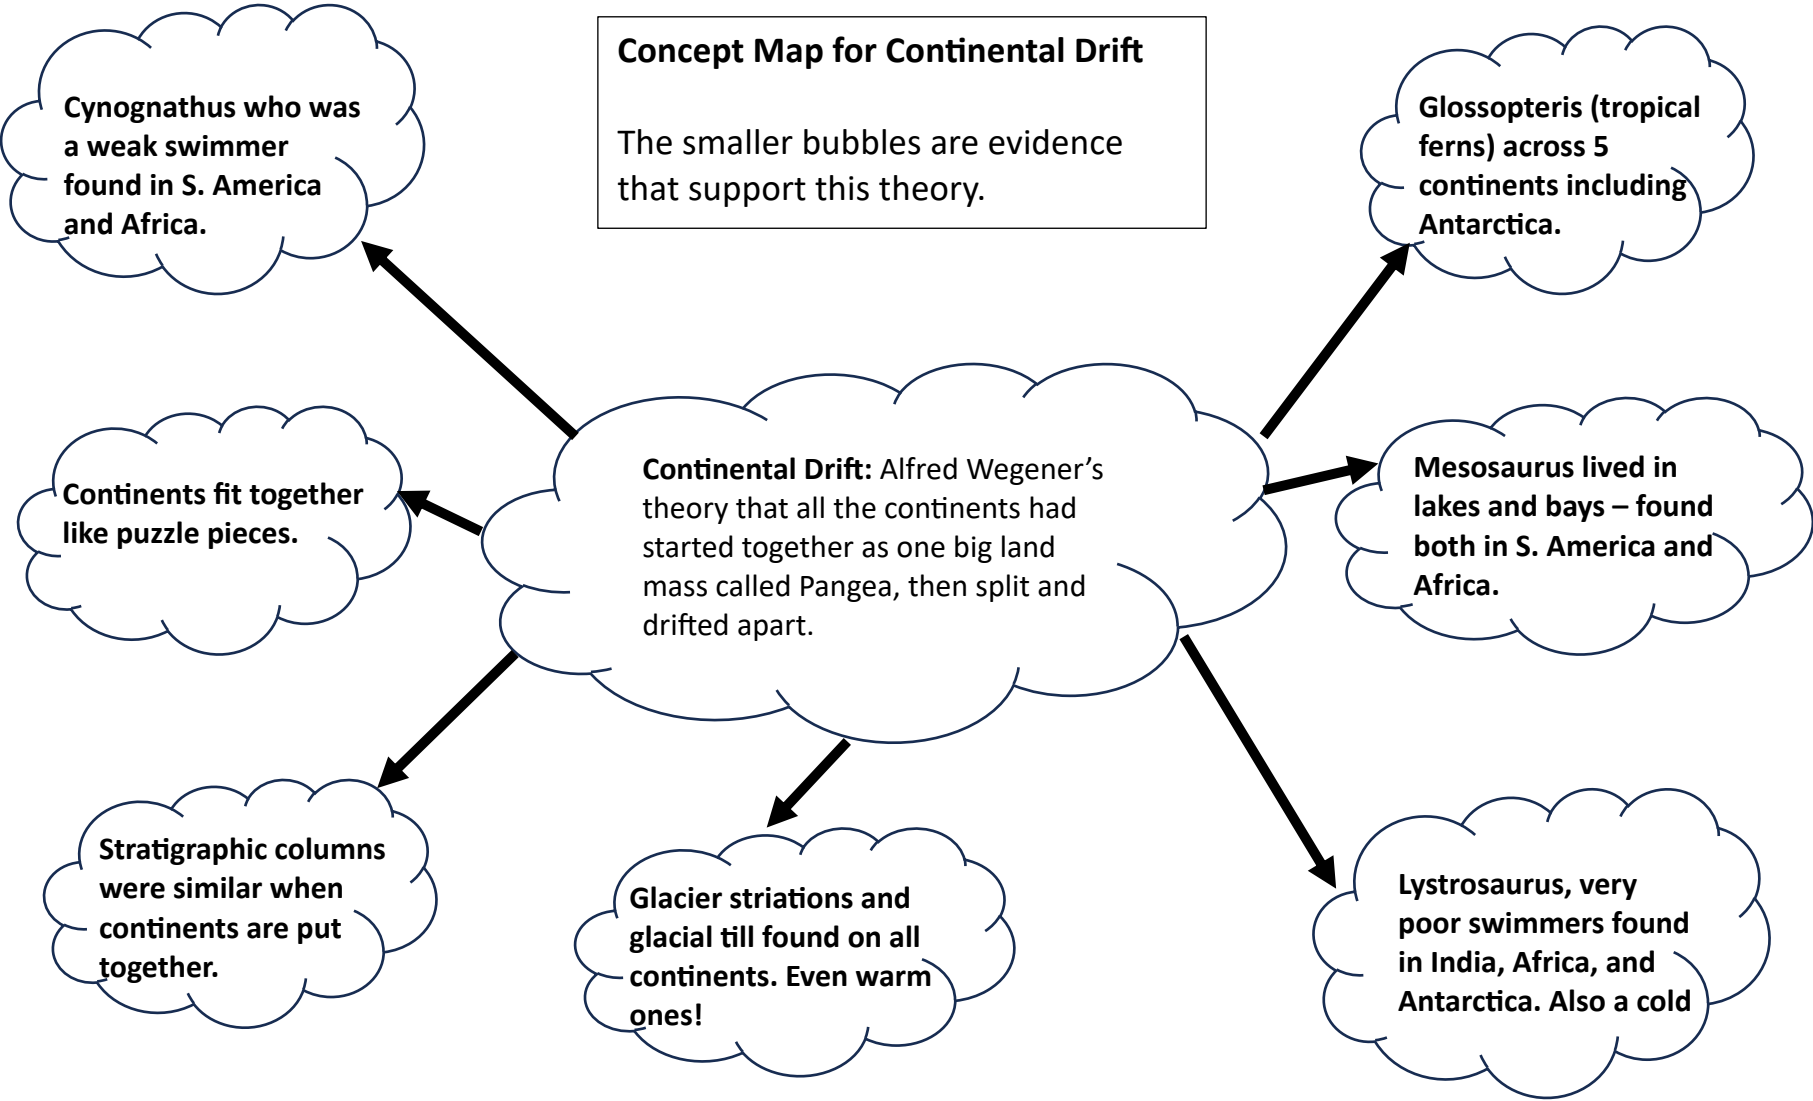 Concept Map for Continental Drift
The smaller bubbles are evidence
that support this theory.
Cynognathus who was
a weak swimmer
found in S. America
and Africa.
Glossopteris (tropical
ferns) across 5
continents including
Antarctica.
Continents fit together
like puzzle pieces.
Continental Drift: Alfred Wegener’s
theory that all the continents had
started together as one big land
mass called Pangea, then split and
drifted apart.
Mesosaurus lived in
lakes and bays – found
both in S. America and
Africa.
Stratigraphic columns
were similar when
continents are put
together.
Glacier striations and
glacial till found on all
continents. Even warm
ones!
Lystrosaurus, very
poor swimmers found
in India, Africa, and
Antarctica. Also a cold